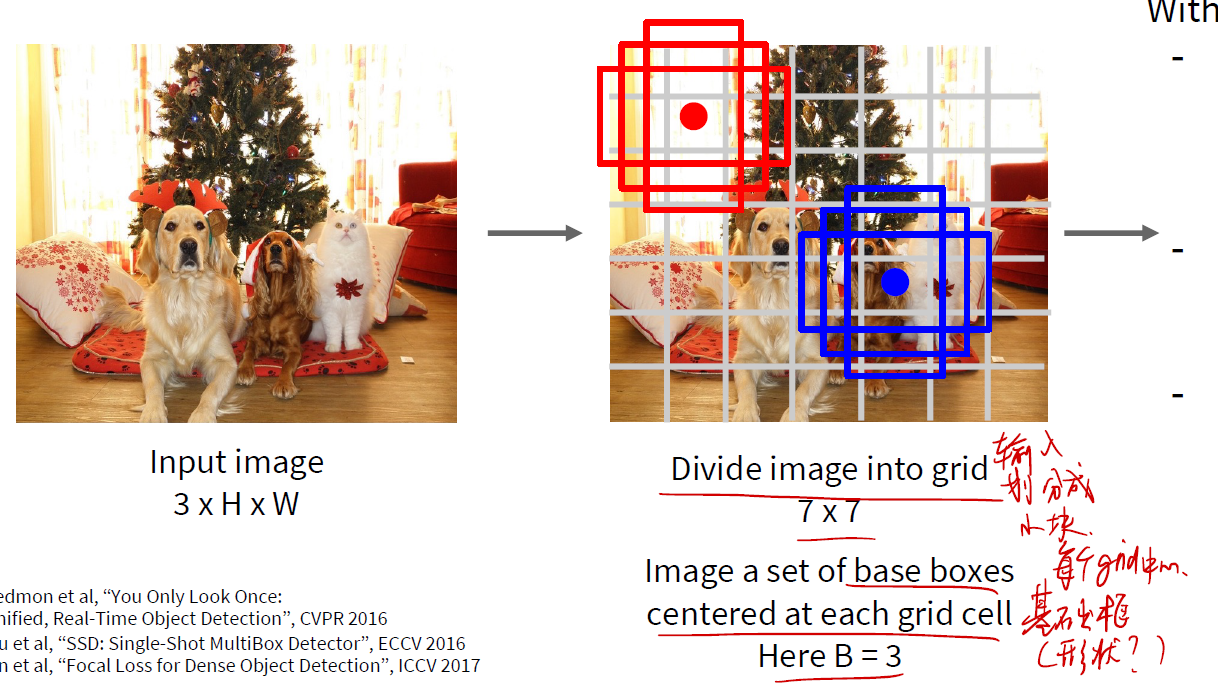 With
-
-
-
Input image
3 x H x W
Divide image into grid
7 x 7
Image a set of base boxes
centered at each grid cell
Here B = 3
输入
划分成
小块.
每个grid中心、
基础框
(形状？)
edmon et al, “You Only Look Once:
nified, Real-Time Object Detection”, CVPR 2016
u et al, “SSD: Single-Shot MultiBox Detector”, ECCV 2016
n et al, “Focal Loss for Dense Object Detection”, ICCV 2017